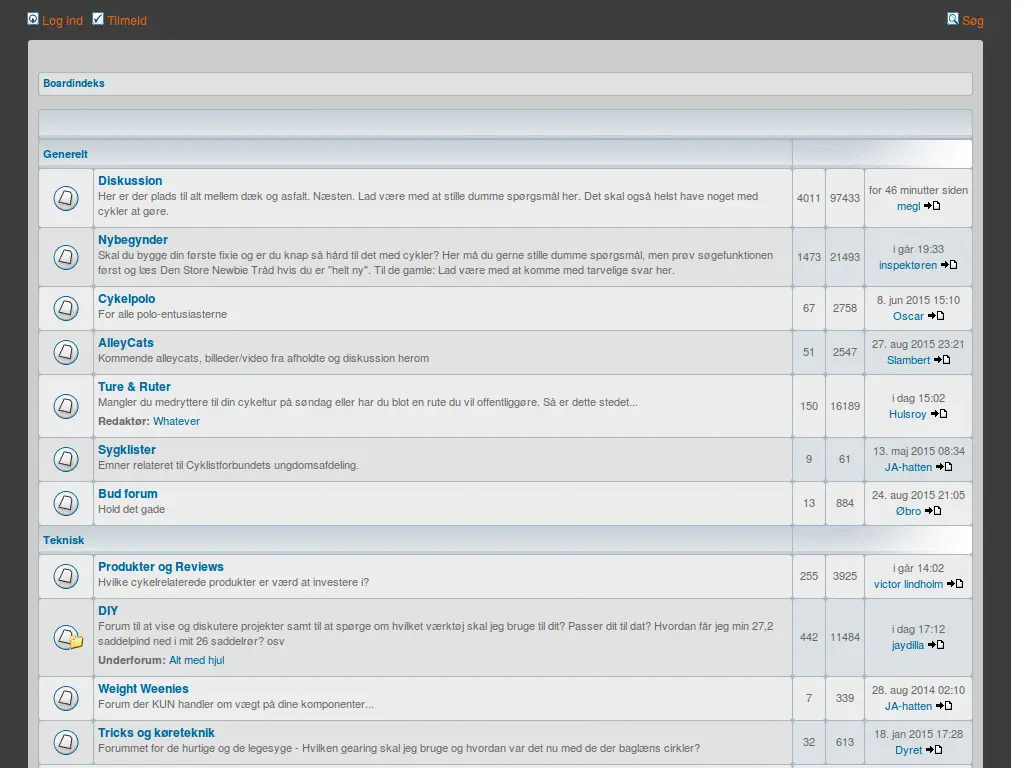 Log ind Tilmeld Søg
Boardindeks
Generelt
Diskussion
Her er der plads til alt mellem dæk og asfalt. Næsten. Lad være med at stille dumme spørgsmål her. Det skal også helst have noget med
cykler at gøre.
4011 97433
for 46 minutter siden
megl
Nybegynder
Skal du bygge din første fixie og er du knap så hård til det med cykler? Her må du gerne stille dumme spørgsmål, men prøv søgefunktionen
først og læs Den Store Newbie Tråd hvis du er "helt ny". Til de gamle: Lad være med at komme med tarvelige svar her.
1473 21493
i går 19:33
inspektøren
Cykelpolo
For alle polo-entusiasterne
67 2758
8. jun 2015 15:10
Oscar
AlleyCats
Kommende alleycats, billeder/video fra afholdte og diskussion herom
51 2547
27. aug 2015 23:21
Slambert
Ture & Ruter
Mangler du medryttere til din cykeltur på søndag eller har du blot en rute du vil offentliggøre. Så er dette stedet...
Redaktør: Whatever
150 16189
i dag 15:02
Hulsroy
Sygklister
Emner relateret til Cyklistforbundets ungdomsafdeling.
9 61
13. maj 2015 08:34
JA-hatten
Bud forum
Hold det gade
13 884
24. aug 2015 21:05
Øbro
Teknisk
Produkter og Reviews
Hvilke cykelrelaterede produkter er værd at investere i?
255 3925
i går 14:02
victor lindholm
DIY
Forum til at vise og diskutere projekter samt til at spørge om hvilket værktøj skal jeg bruge til dit? Passer dit til dat? Hvordan får jeg min 27,2
saddelpind ned i mit 26 saddelrør? osv
Underforum: Alt med hjul
442 11484
i dag 17:12
jaydilla
Weight Weenies
Forum der KUN handler om vægt på dine komponenter...
7 339
28. aug 2014 02:10
JA-hatten
Tricks og køreteknik
Forummet for de hurtige og de legesyge - Hvilken gearing skal jeg bruge og hvordan var det nu med de der baglæns cirkler?
32 613
18. jan 2015 17:28
Dyret